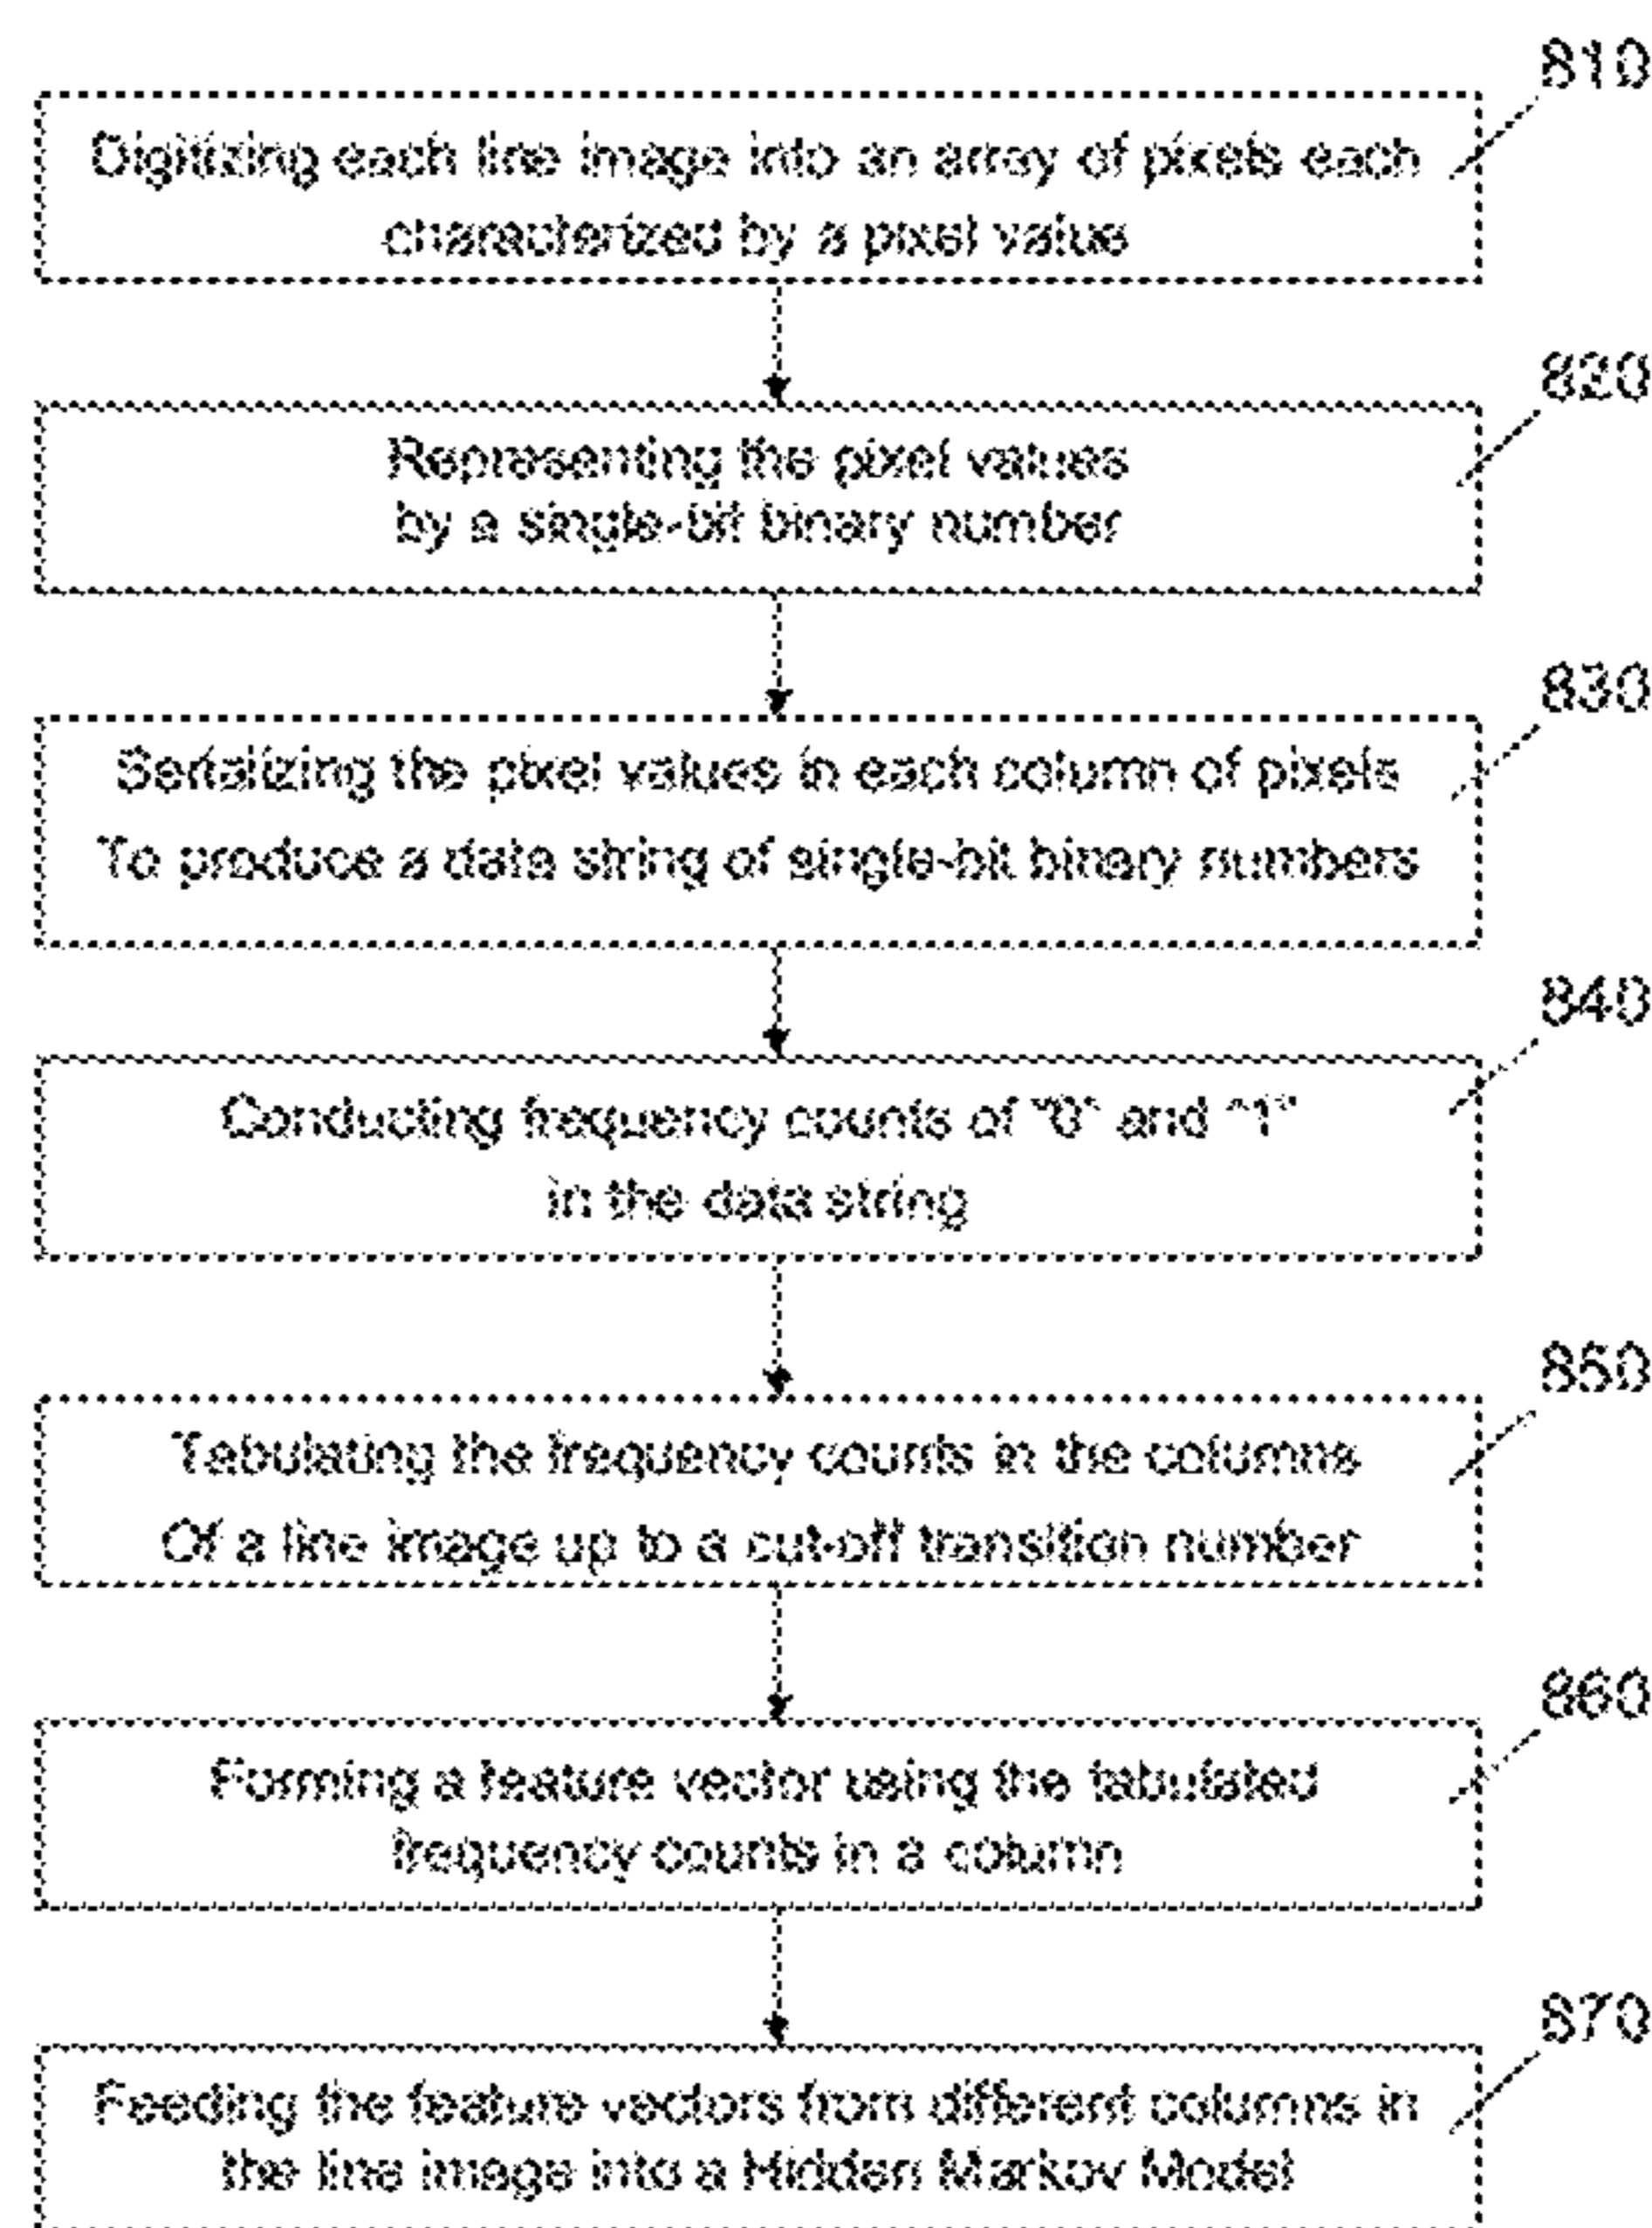 810
Digitizing each line image into an array of pixels each
characterized by a pixel value
820
Representing the pixel values
by a single-bit binary number
830
Serializing the pixel values in each column of pixels
To produce a data string of single-bit binary numbers
840
Conducting frequency counts of "0" and "1"
in the data string
850
Tabulating the frequency counts in the columns
Of a line image up to a cut-off transition number
860
Forming a feature vector using the tabulated
frequency counts in a column
870
Feeding the feature vectors from different columns in
the line image into a Hidden Markov Model